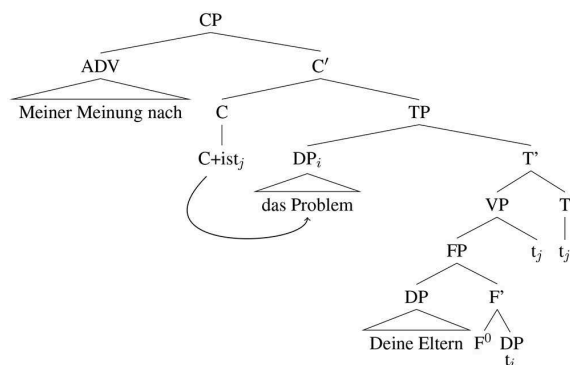 CP
ADV C′
Meiner Meinung nach C TP
C+ist_j DP_i T'
das Problem VP T
FP t_j t_j
DP F'
Deine Eltern F⁰ DP
t_i